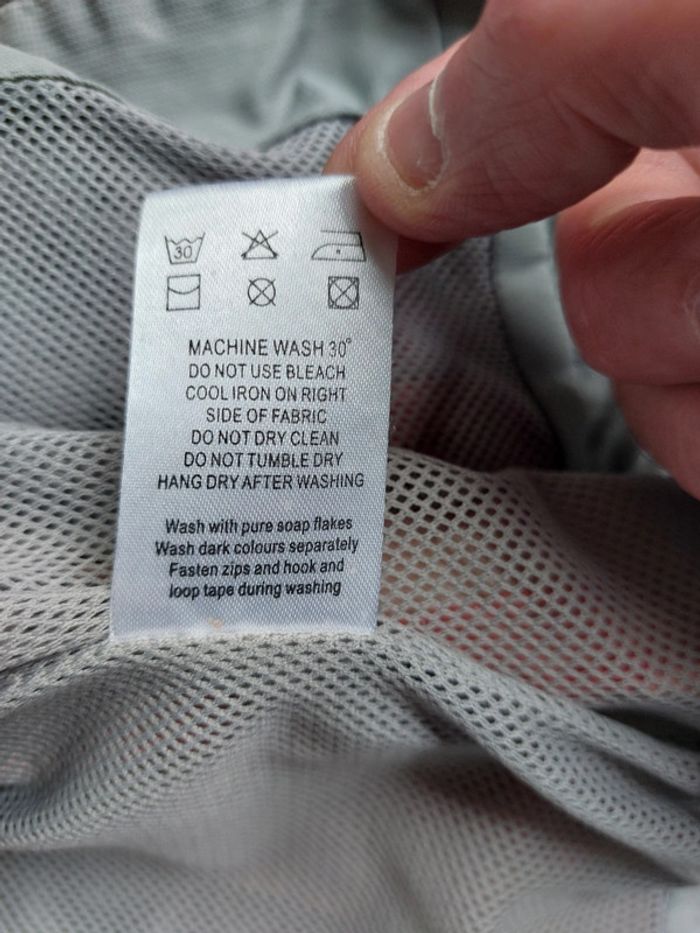 30
MACHINE WASH 30°
DO NOT USE BLEACH
COOL IRON ON RIGHT
SIDE OF FABRIC
DO NOT DRY CLEAN
DO NOT TUMBLE DRY
HANG DRY AFTER WASHING
Wash with pure soap flakes
Wash dark colours separately
Fasten zips and hook and
loop tape during washing